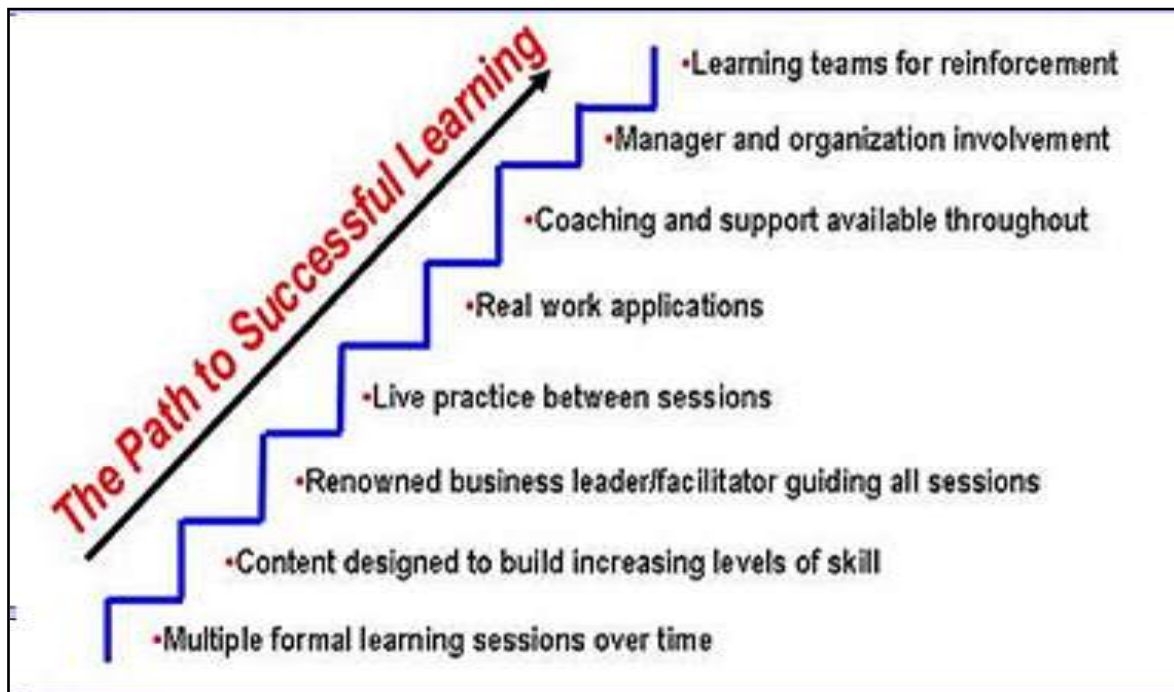 The Path to Successful Learning
•Learning teams for reinforcement
•Manager and organization involvement
•Coaching and support available throughout
•Real work applications
•Live practice between sessions
•Renowned business leader/facilitator guiding all sessions
•Content designed to build increasing levels of skill
•Multiple formal learning sessions over time